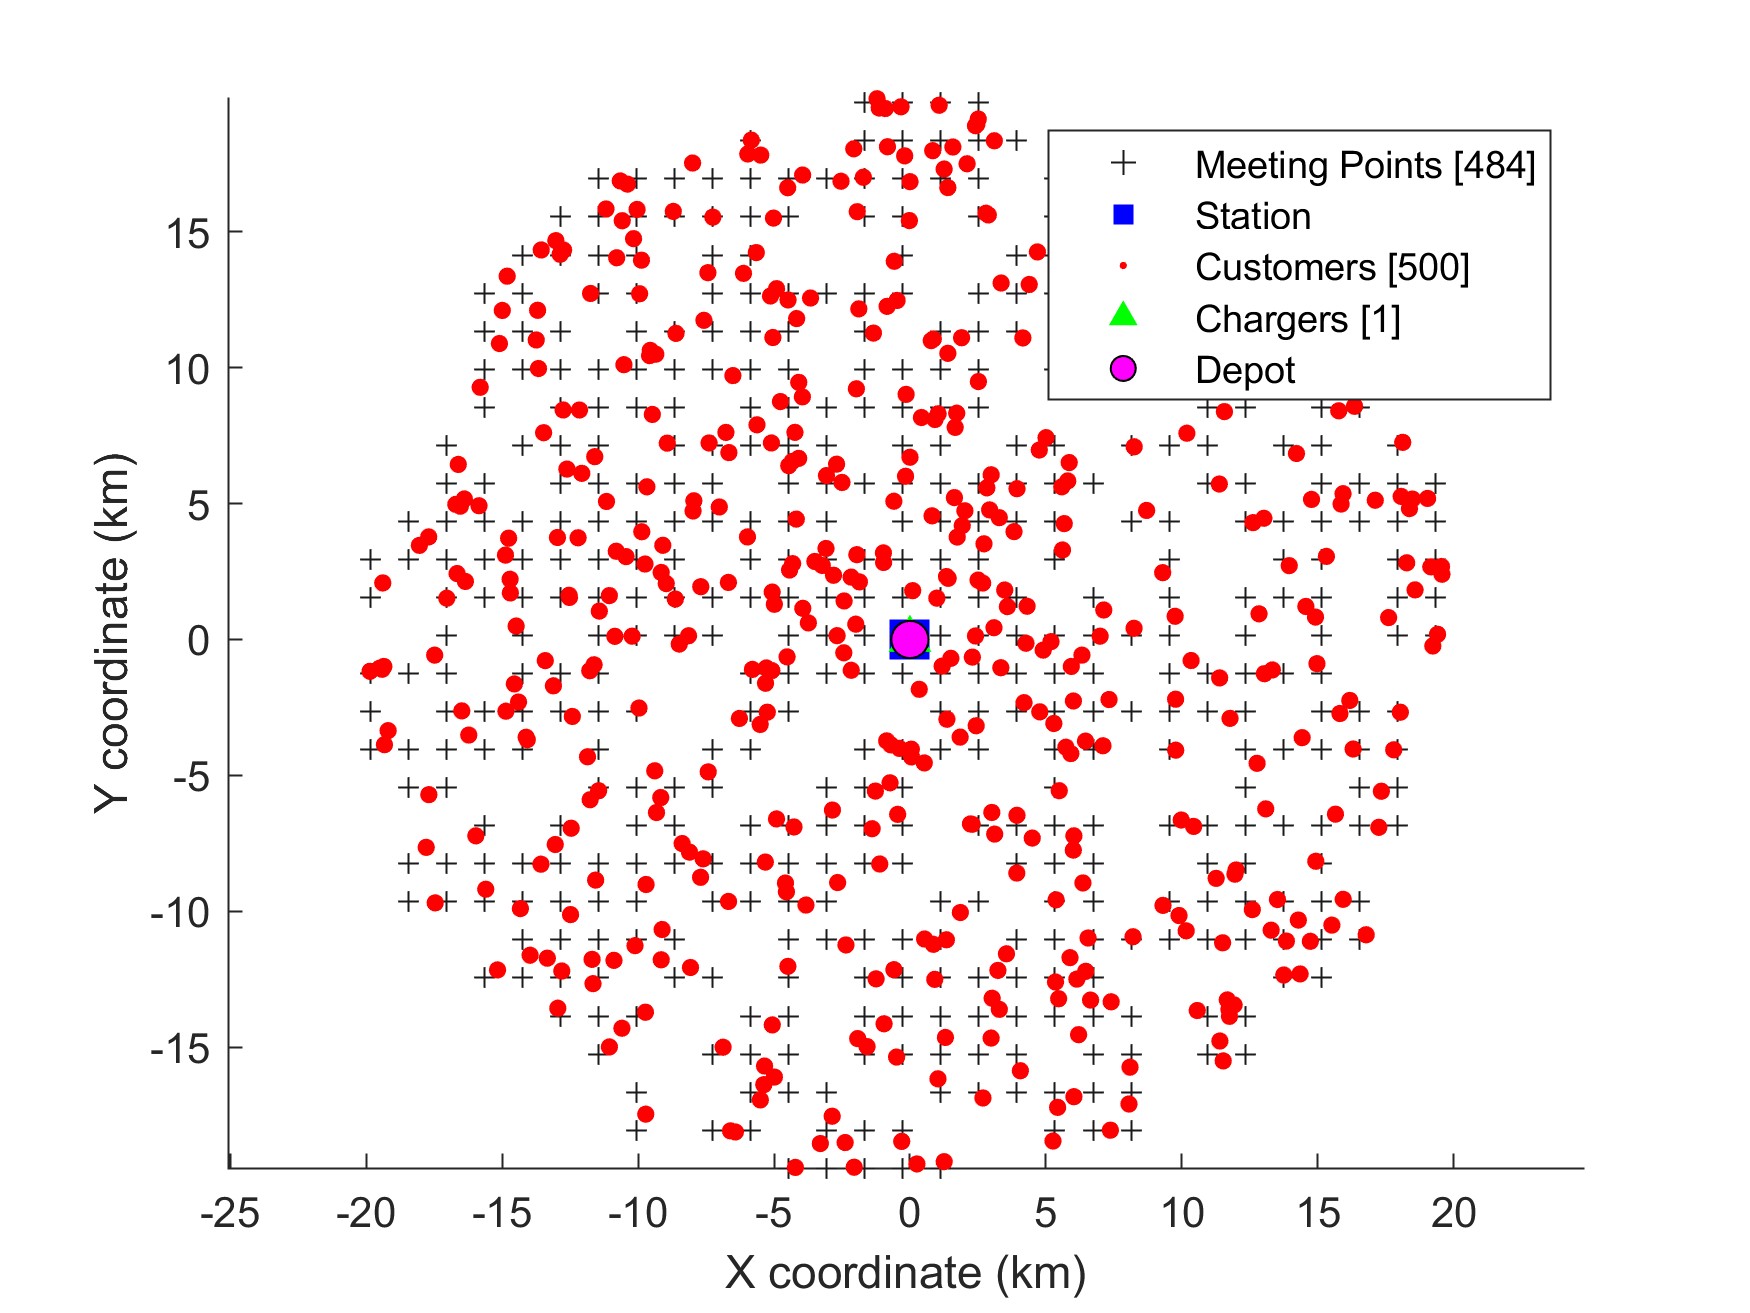 Meeting Points [484]
Station
Customers [500]
Chargers [1]
Depot
15
10
5
0
-5
-10
-15
Y coordinate (km)
-25 -20 -15 -10 -5 0 5 10 15 20
X coordinate (km)